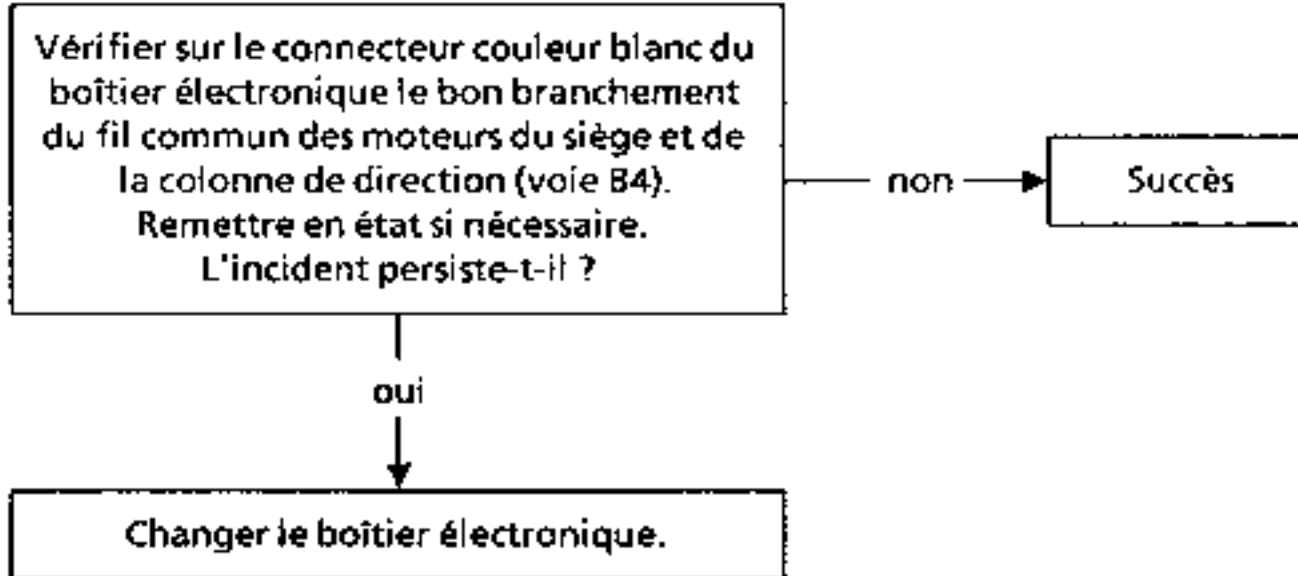 Vérifier sur le connecteur couleur blanc du
boîtier électronique le bon branchement
du fil commun des moteurs du siège et de
la colonne de direction (voie B4).
Remettre en état si nécessaire.
L'incident persiste-t-il ?
non
Succès
oui
Changer le boîtier électronique.